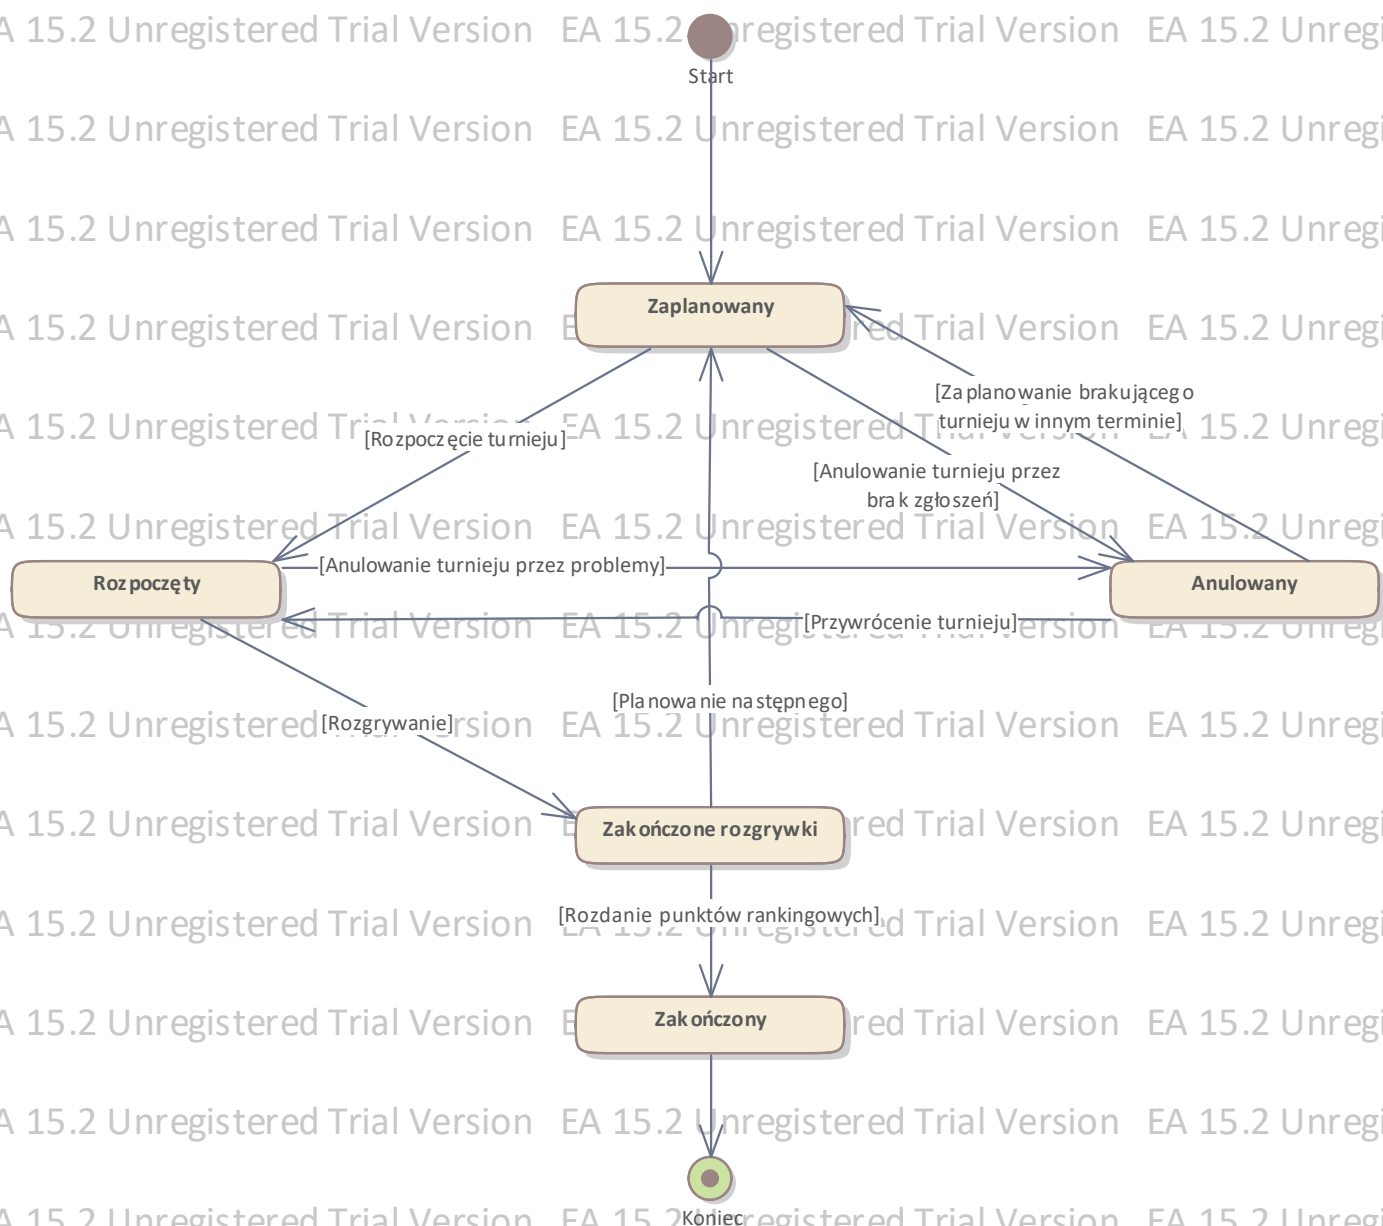 EA 15.2 Unregistered Trial Version
Start
Zaplanowany
[Zaplanowanie brakującego
turnieju w innym terminie]
[Rozpoczęcie turnieju]
[Anulowanie turnieju przez
brak zgłoszeń]
[Anulowanie turnieju przez problemy]
Rozpoczęty
Anulowany
[Przywrócenie turnieju]
[Planowanie następnego]
[Rozgrywanie]
Zakończone rozgrywki
[Rozdanie punktów rankingowych]
Zakończony
Koniec